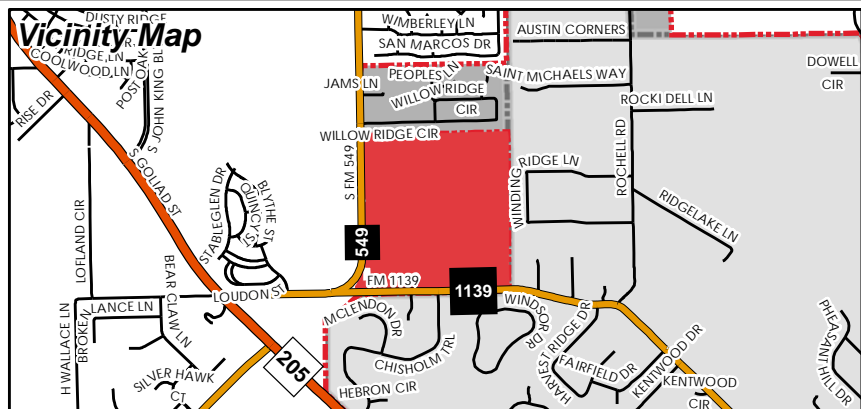 Vicinity Map
DUSTY RIDGE
RIDGE LN
COOLWOOD LN
POST OAK
S JOHN KING BL
RISE DR
WIMBERLEY LN
SAN MARCOS DR
AUSTIN CORNERS
DOWELL
CIR
JAMS LN
PEOPLES
WILLOW RIDGE
CIR
LN
SAINT MICHAELS WAY
ROCKI DELL LN
WILLOW RIDGE CIR
S GOLIAD ST
S FM 549
549
ROCHELL RD
WINDING
RIDGE LN
RIDGELAKE LN
LOFLAND CIR
STABLEGLEN DR
QUINCY ST
BLYTHE ST
BEAR CLAW LN
LOUDON ST
FM 1139
1139
H WALLACE LN
BROKEN
LANCE LN
MCLENDON DR
WINDSOR DR
CHISHOLM TRL
HARVEST RIDGE DR
FAIRFIELD DR
KENTWOOD DR
KENTWOOD
CIR
PHEASANT HILL DR
SILVER HAWK
CT
205
HEBRON CIR